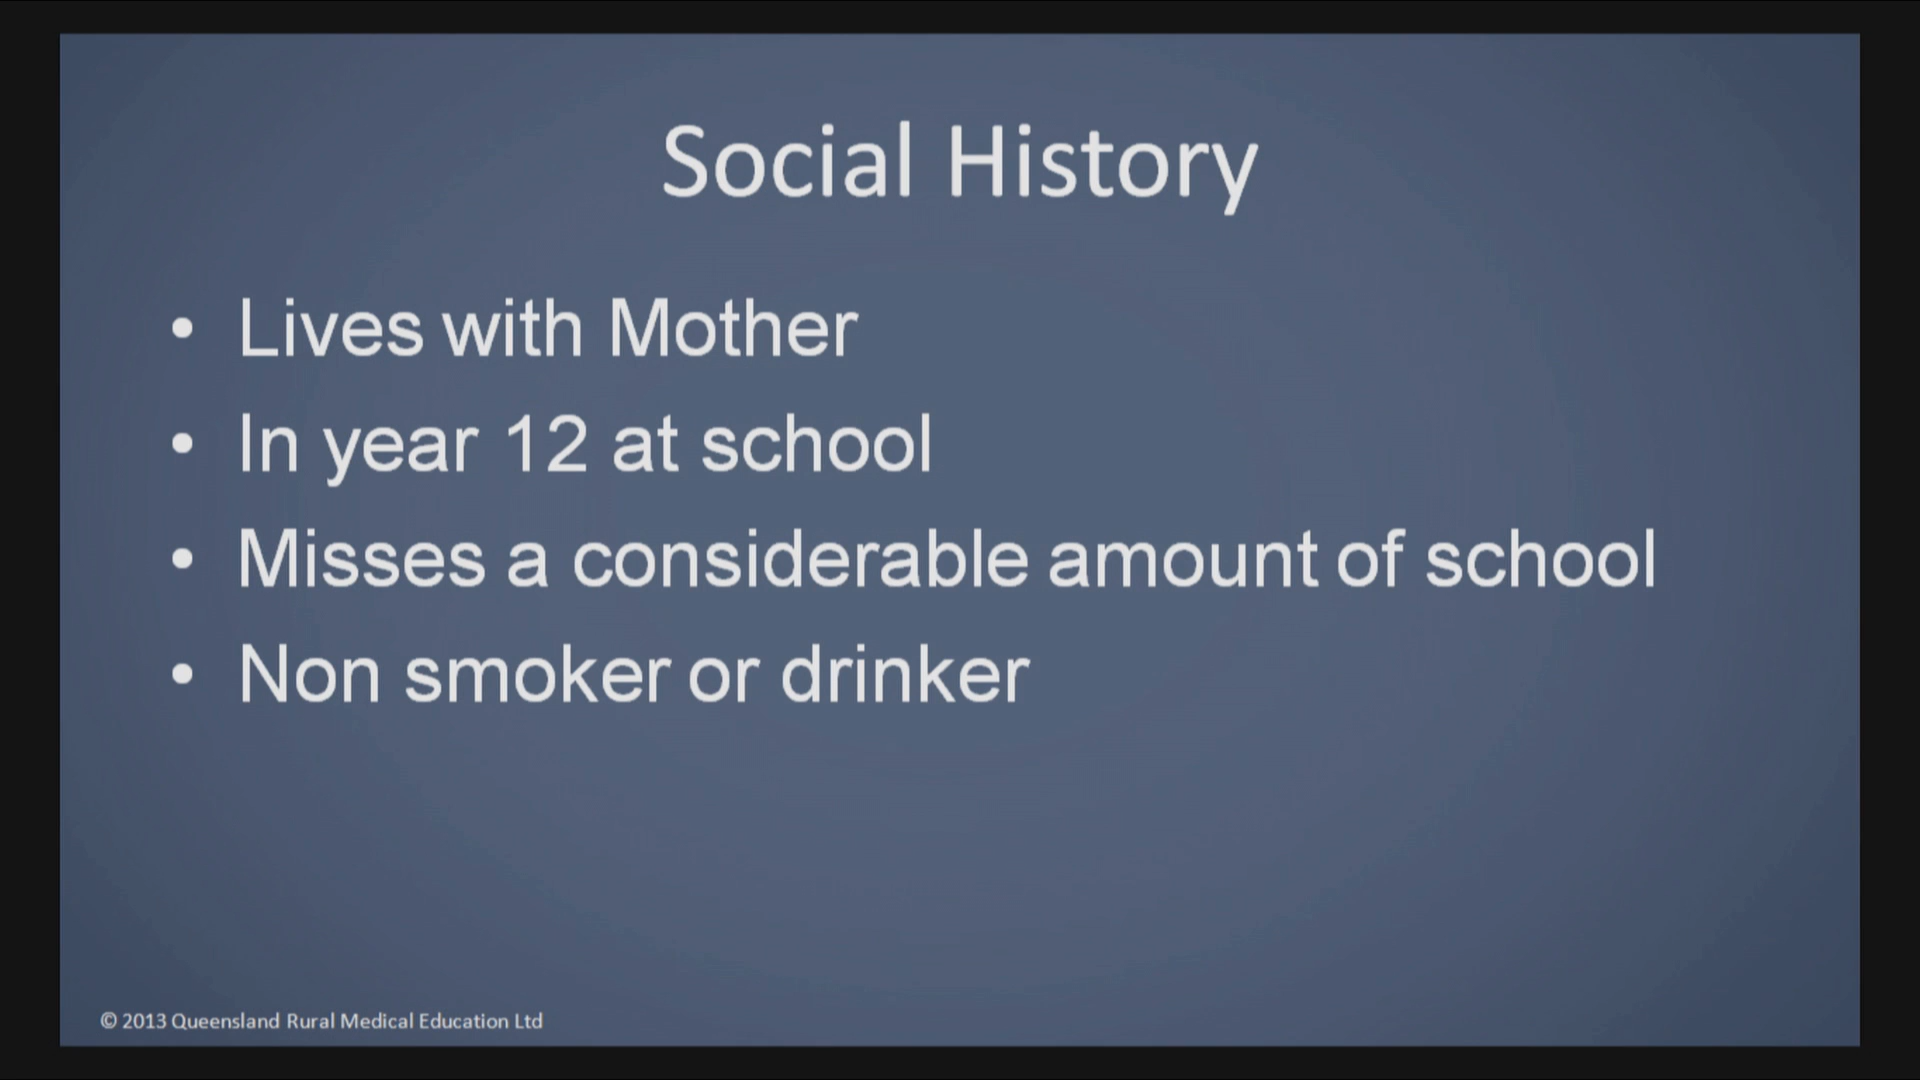 Social History
• Lives with Mother
• In year 12 at school
• Misses a considerable amount of school
• Non smoker or drinker
© 2013 Queensland Rural Medical Education Ltd